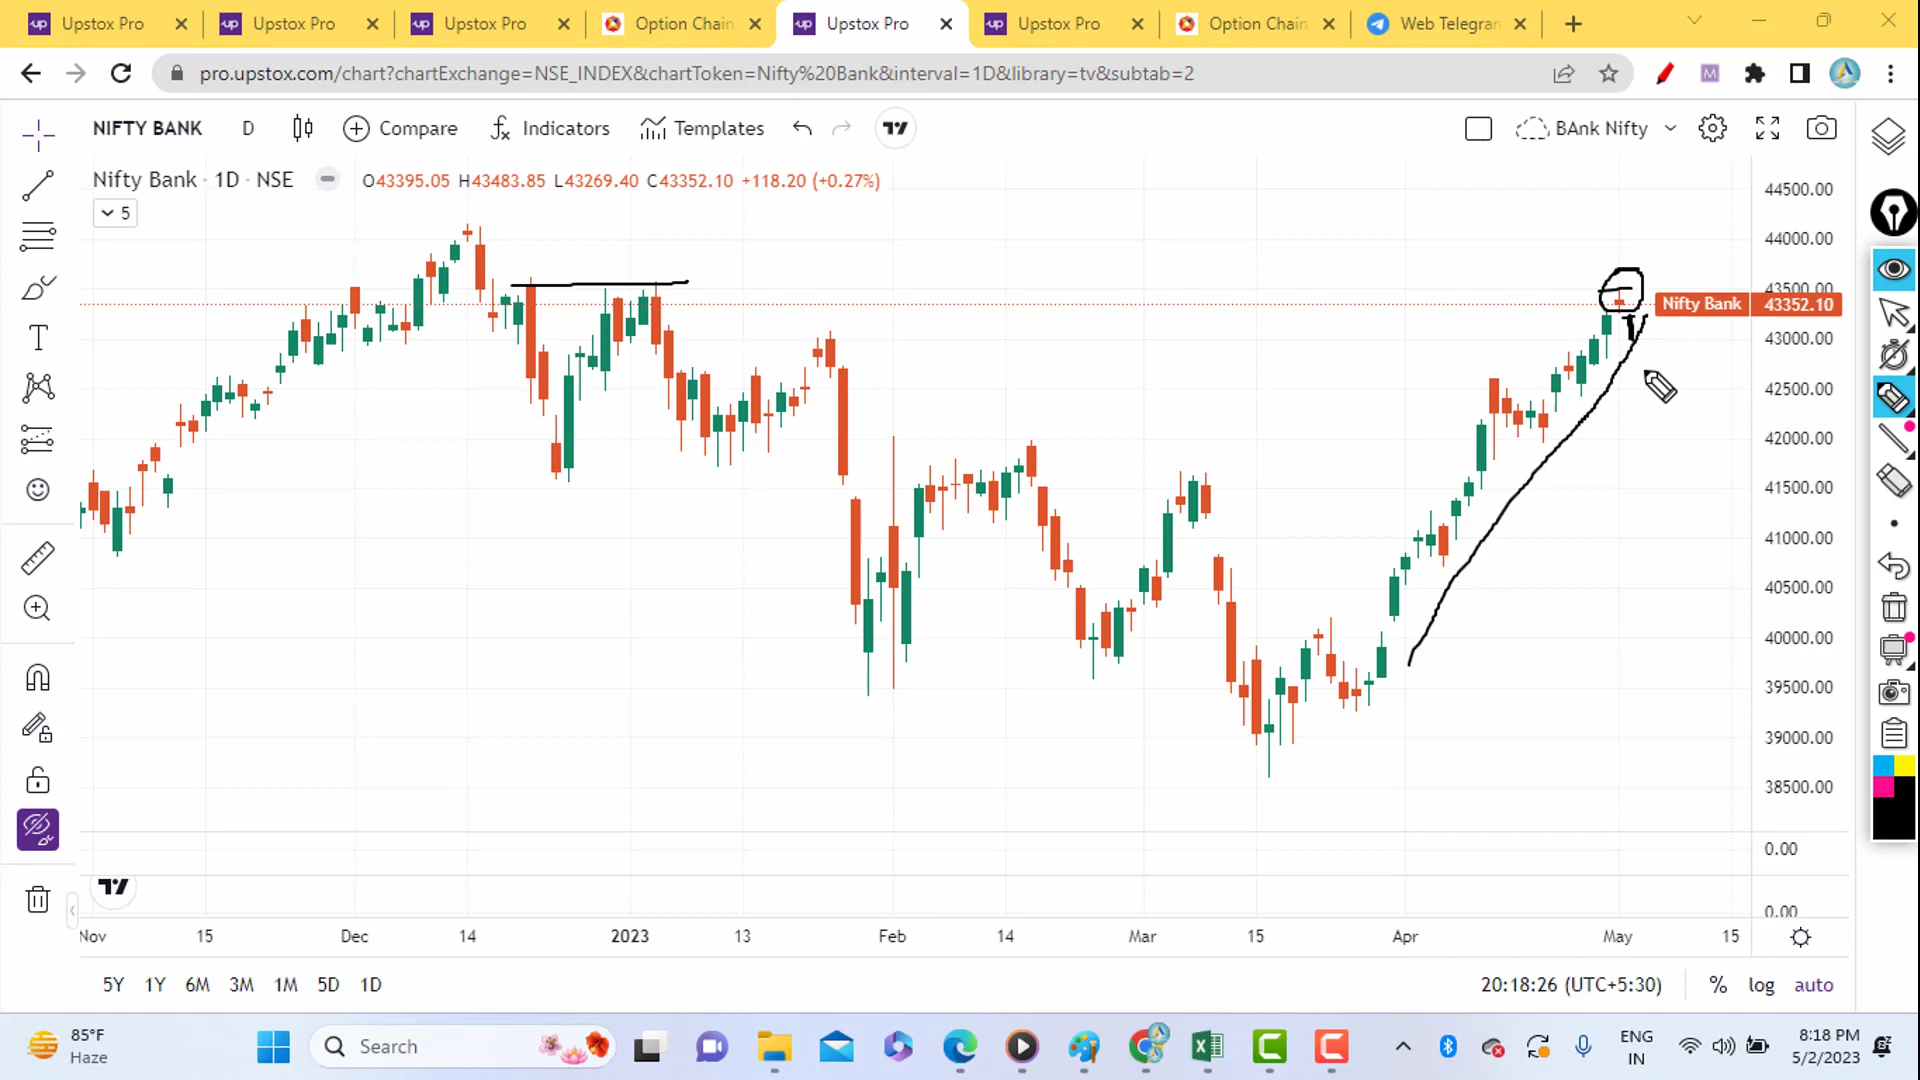 up Upstox Pro
up Upstox Pro
up Upstox Pro
Option Chain
up Upstox Pro
up Upstox Pro
Option Chain
Web Telegram
pro.upstox.com/chart?chartExchange=NSE_INDEX&chartToken=Nifty%20Bank&interval=1D&library=tv&subtab=2
M
NIFTY BANK D Compare Indicators Templates BAnk Nifty
Nifty Bank · 1D · NSE O43395.05 H43483.85 L43269.40 C43352.10 +118.20 (+0.27%)
5
44500.00
44000.00
43500.00
Nifty Bank 43352.10
43000.00
42500.00
42000.00
41500.00
41000.00
40500.00
40000.00
39500.00
39000.00
38500.00
0.00
0.00
Nov 15 Dec 14 2023 13 Feb 14 Mar 15 Apr May 15
5Y 1Y 6M 3M 1M 5D 1D 20:18:26 (UTC+5:30) % log auto
85°F
Haze
Search
ENG
IN
8:18 PM
5/2/2023